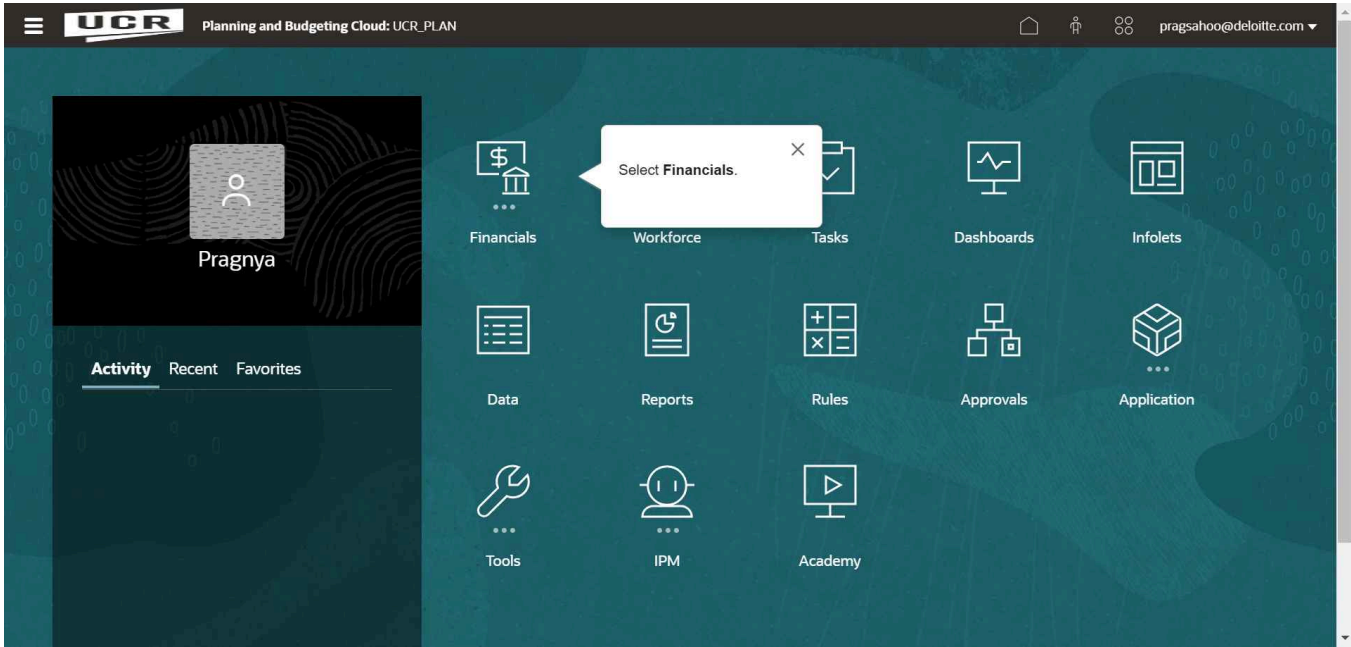 UCR
Planning and Budgeting Cloud: UCR_PLAN
pragsahoo@deloitte.com
Pragnya
Activity Recent Favorites
Select Financials.
Financials Workforce Tasks Dashboards Infolets
Data Reports Rules Approvals Application
Tools IPM Academy